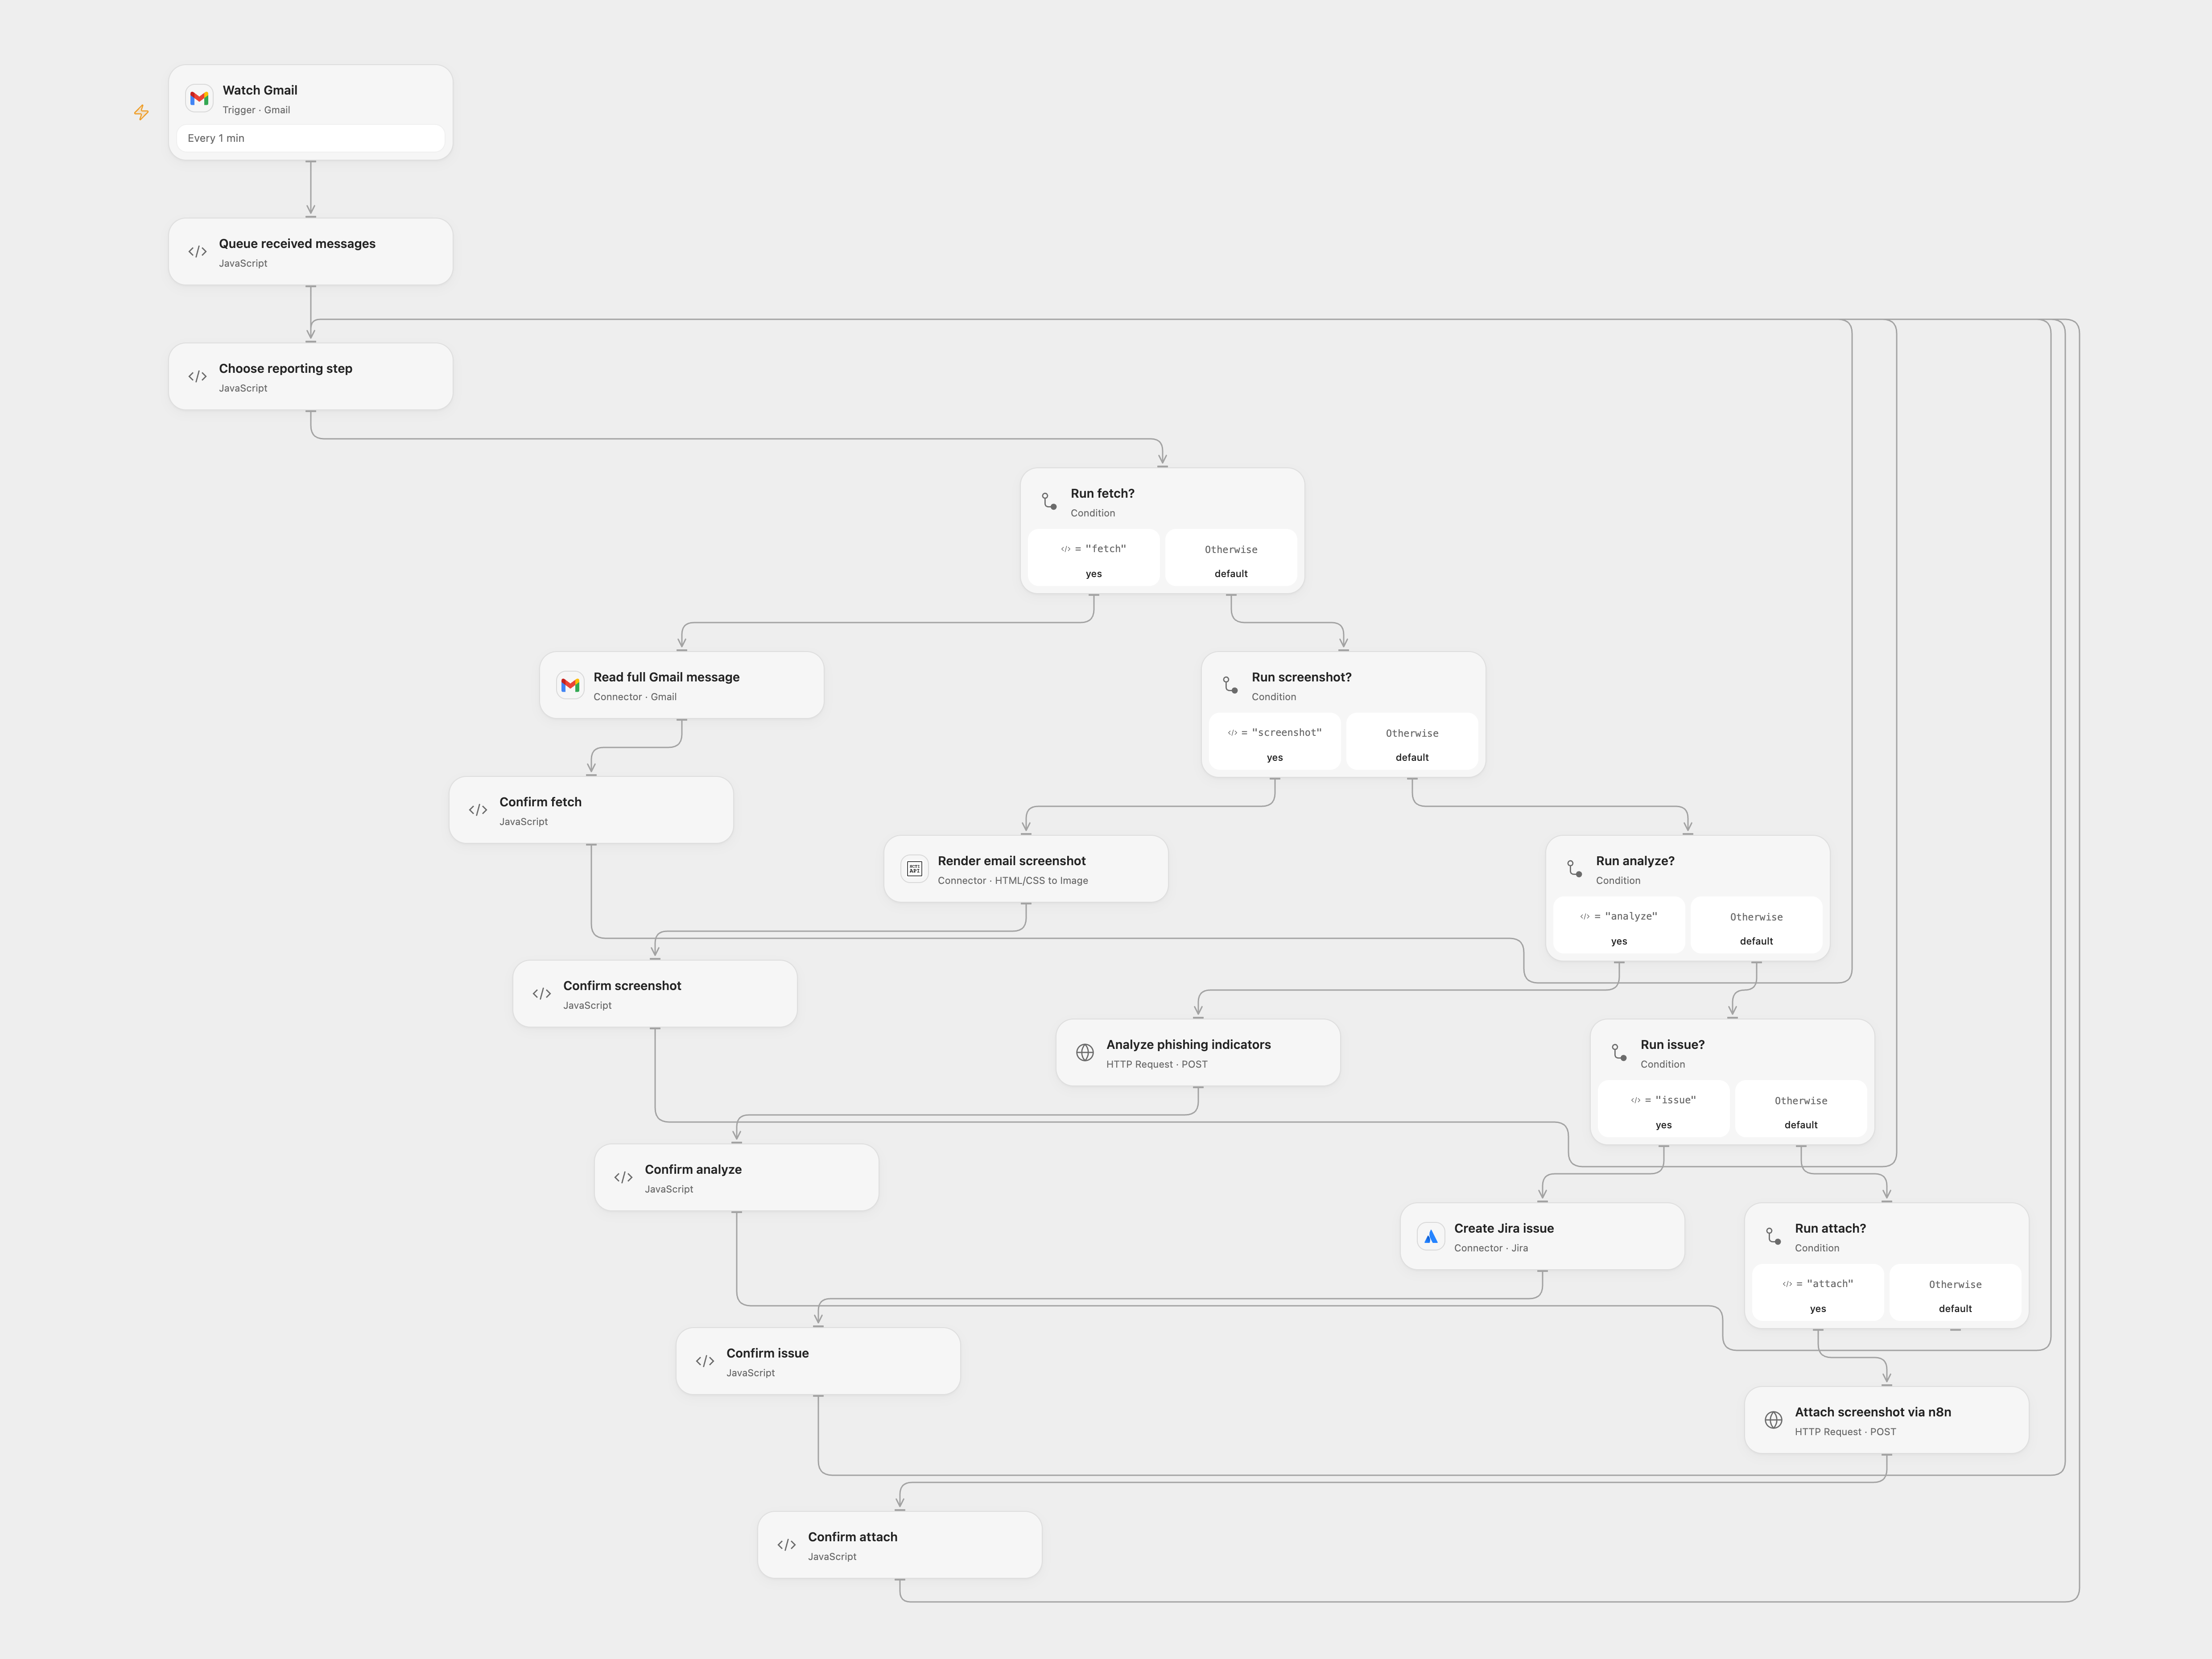 Watch Gmail
Trigger · Gmail
Every 1 min
Queue received messages
JavaScript
Choose reporting step
JavaScript
Run fetch?
Condition
= "fetch"
yes
Otherwise
default
Read full Gmail message
Connector · Gmail
Run screenshot?
Condition
= "screenshot"
yes
Otherwise
default
Confirm fetch
JavaScript
Render email screenshot
Connector · HTML/CSS to Image
Run analyze?
Condition
= "analyze"
yes
Otherwise
default
Confirm screenshot
JavaScript
Analyze phishing indicators
HTTP Request · POST
Run issue?
Condition
= "issue"
yes
Otherwise
default
Confirm analyze
JavaScript
Create Jira issue
Connector · Jira
Run attach?
Condition
= "attach"
yes
Otherwise
default
Confirm issue
JavaScript
Attach screenshot via n8n
HTTP Request · POST
Confirm attach
JavaScript